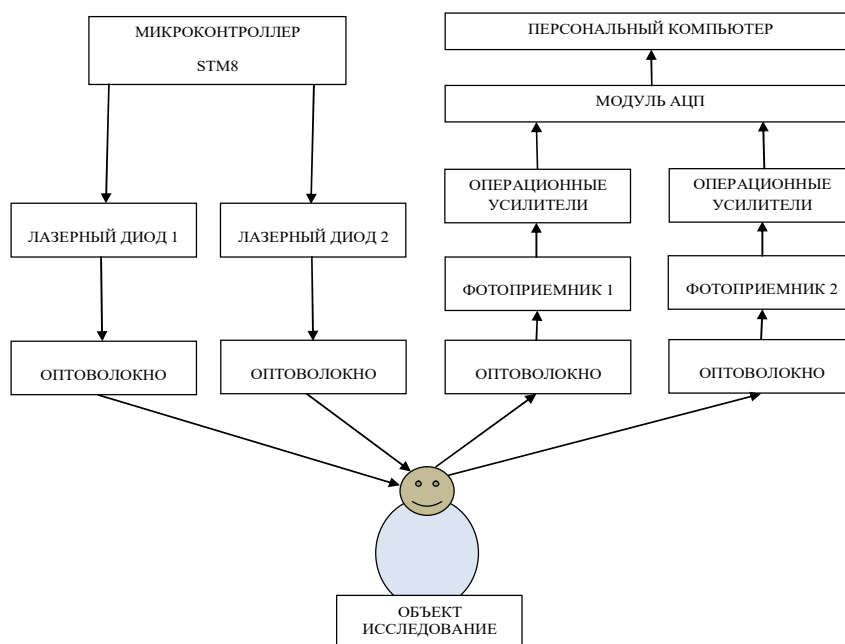 МИКРОКОНТРОЛЛЕР
STM8
ПЕРСОНАЛЬНЫЙ КОМПЬЮТЕР
МОДУЛЬ АЦП
ОПЕРАЦИОННЫЕ
УСИЛИТЕЛИ
ОПЕРАЦИОННЫЕ
УСИЛИТЕЛИ
ЛАЗЕРНЫЙ ДИОД 1
ЛАЗЕРНЫЙ ДИОД 2
ФОТОПРИЕМНИК 1
ФОТОПРИЕМНИК 2
ОПТОВОЛОКНО
ОПТОВОЛОКНО
ОПТОВОЛОКНО
ОПТОВОЛОКНО
ОБЪЕКТ
ИССЛЕДОВАНИЕ